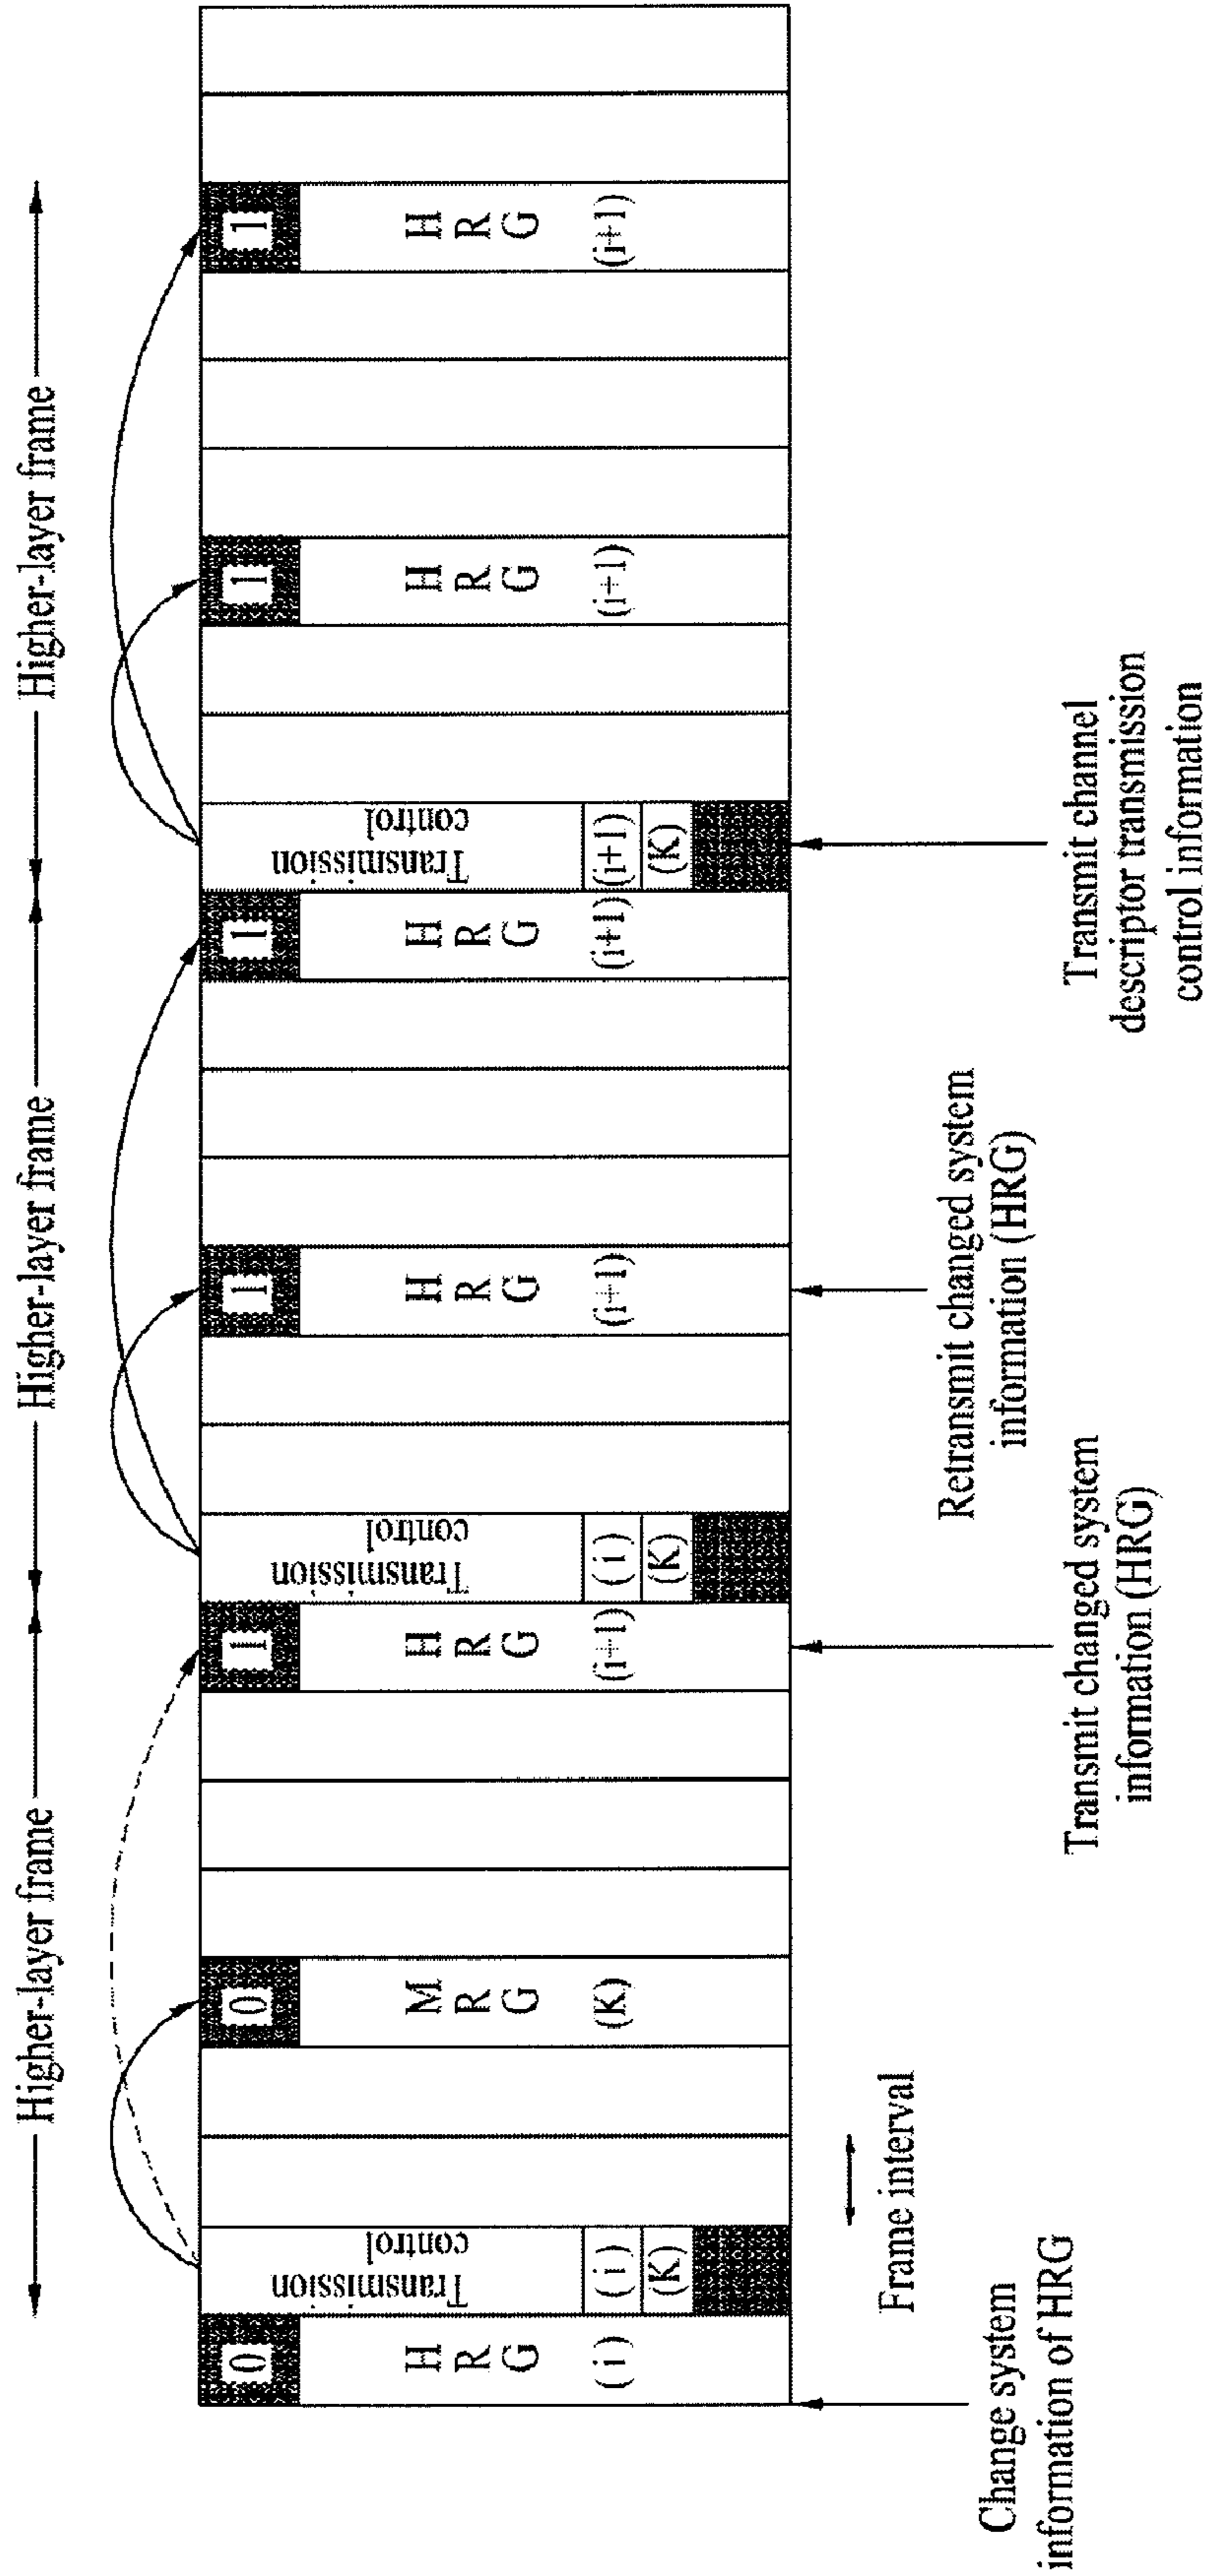 Higher-layer frame
Higher-layer frame
Higher-layer frame
0
H
R
G
( i )
Transmission
control
( i )
(K)
0
M
R
G
(K)
1
H
R
G
(i+1)
Transmission
control
( i )
(K)
1
H
R
G
(i+1)
1
H
R
G
(i+1)
Transmission
control
(i+1)
(K)
1
H
R
G
(i+1)
1
H
R
G
(i+1)
Frame interval
Change system
information of HRG
Transmit changed system
information (HRG)
Retransmit changed system
information (HRG)
Transmit channel
descriptor transmission
control information